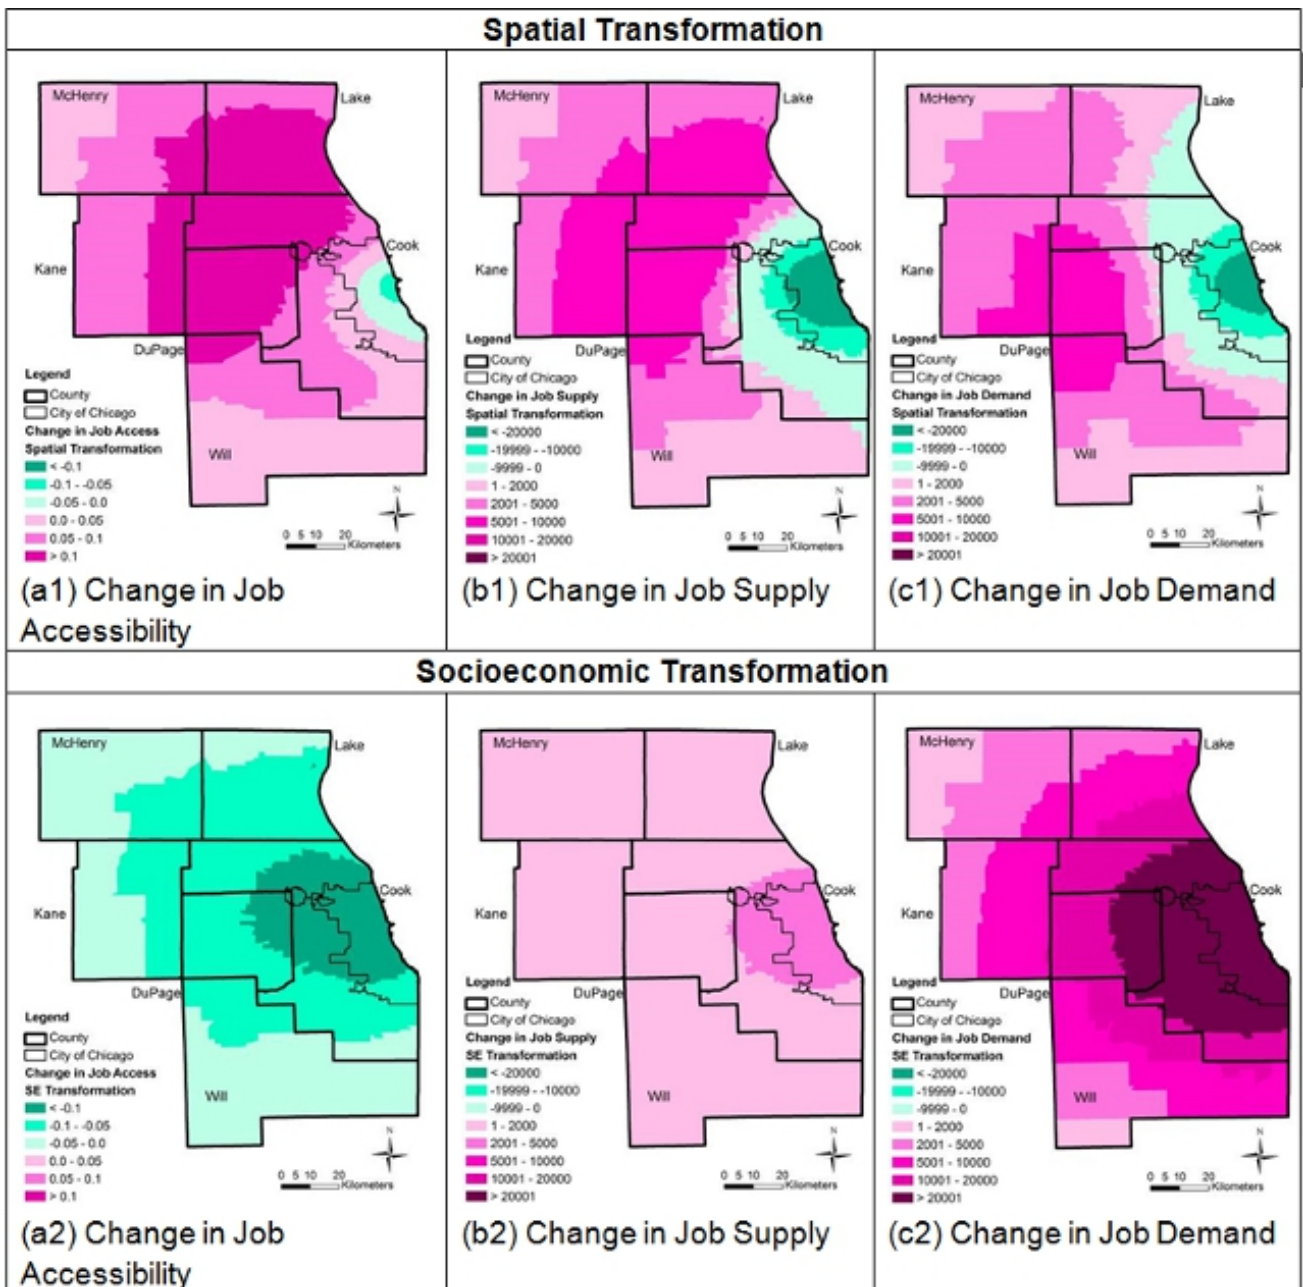 Spatial Transformation
McHenry
Lake
Cook
Kane
DuPage
Will
Legend
County
City of Chicago
Change in Job Access
Spatial Transformation
< -0.1
-0.1 - -0.05
-0.05 - 0.0
0.0 - 0.05
0.05 - 0.1
> 0.1
N
0 5 10 20
Kilometers
(a1) Change in Job
Accessibility
McHenry
Lake
Cook
Kane
DuPage
Will
Legend
County
City of Chicago
Change in Job Supply
Spatial Transformation
< -20000
-19999 - -10000
-9999 - 0
1 - 2000
2001 - 5000
5001 - 10000
10001 - 20000
> 20001
N
0 5 10 20
Kilometers
(b1) Change in Job Supply
McHenry
Lake
Cook
Kane
DuPage
Will
Legend
County
City of Chicago
Change in Job Demand
Spatial Transformation
< -20000
-19999 - -10000
-9999 - 0
1 - 2000
2001 - 5000
5001 - 10000
10001 - 20000
> 20001
N
0 5 10 20
Kilometers
(c1) Change in Job Demand
Socioeconomic Transformation
McHenry
Lake
Cook
Kane
DuPage
Will
Legend
County
City of Chicago
Change in Job Access
SE Transformation
< -0.1
-0.1 - -0.05
-0.05 - 0.0
0.0 - 0.05
0.05 - 0.1
> 0.1
N
0 5 10 20
Kilometers
(a2) Change in Job
Accessibility
McHenry
Lake
Cook
Kane
DuPage
Will
Legend
County
City of Chicago
Change in Job Supply
SE Transformation
< -20000
-19999 - -10000
-9999 - 0
1 - 2000
2001 - 5000
5001 - 10000
10001 - 20000
> 20001
N
0 5 10 20
Kilometers
(b2) Change in Job Supply
McHenry
Lake
Cook
Kane
DuPage
Will
Legend
County
City of Chicago
Change in Job Demand
SE Transformation
< -20000
-19999 - -10000
-9999 - 0
1 - 2000
2001 - 5000
5001 - 10000
10001 - 20000
> 20001
N
0 5 10 20
Kilometers
(c2) Change in Job Demand